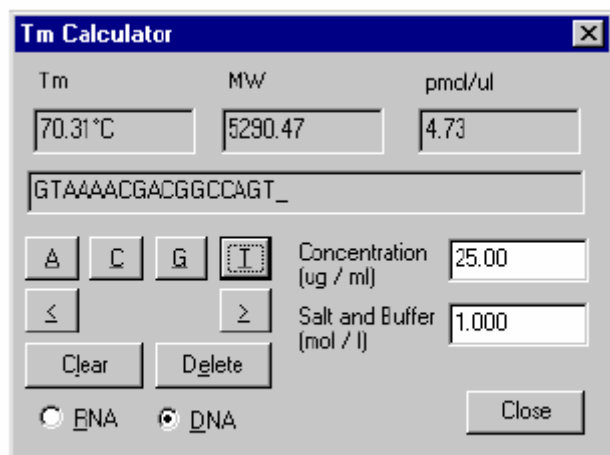 Tm Calculator
Tm MW pmol/ul
70.31°C 5290.47 4.73
GTAAAACGACGGCCAGT_
A C G T Concentration (ug / ml) 25.00
< > Salt and Buffer (mol / l) 1.000
Clear Delete
RNA DNA Close